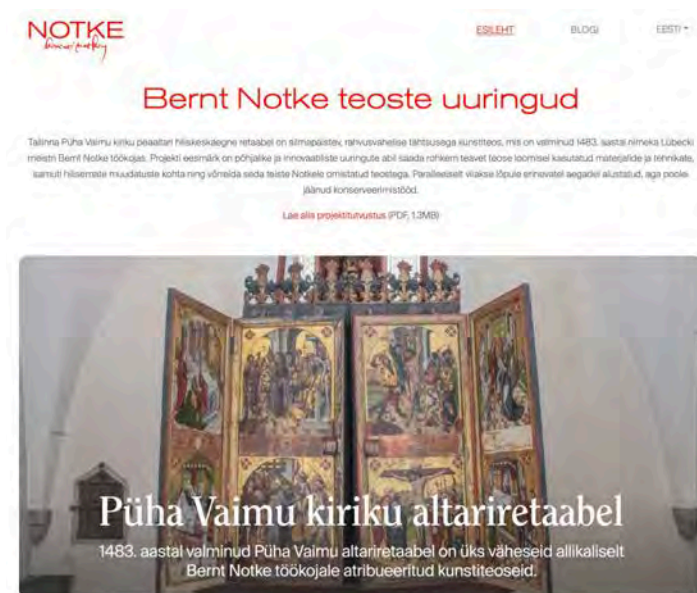 NOTKE
ESILEHT
BLOGI
EESTI
Bernt Notke teoste uuringud
Tallinna Püha Vaimu kiriku peaaltari hiliskeskaegne retaabel on silmapaistev, rahvusvahelise tähtsusega kunstiteos, mis on valminud 1483. aastal nimeka Lübecki
meistri Bernt Notke töökojas. Projekti eesmärk on põhjalike ja innovaatiliste uuringute abil saada rohkem teavet teose loomisel kasutatud materjalide ja tehnikate,
samuti hilisemate muudatuste kohta ning võrrelda seda teiste Notkele omistatud teostega. Paralleelselt viiakse lõpule erinevatel aegadel alustatud, aga pooleli
jäänud konserveerimistööd.
Lae alla projektitutvustus (PDF, 1.3MB)
Püha Vaimu kiriku altariretaabel
1483. aastal valminud Püha Vaimu altariretaabel on üks väheseid allikaliselt
Bernt Notke töökojale atribueeritud kunstiteoseid.